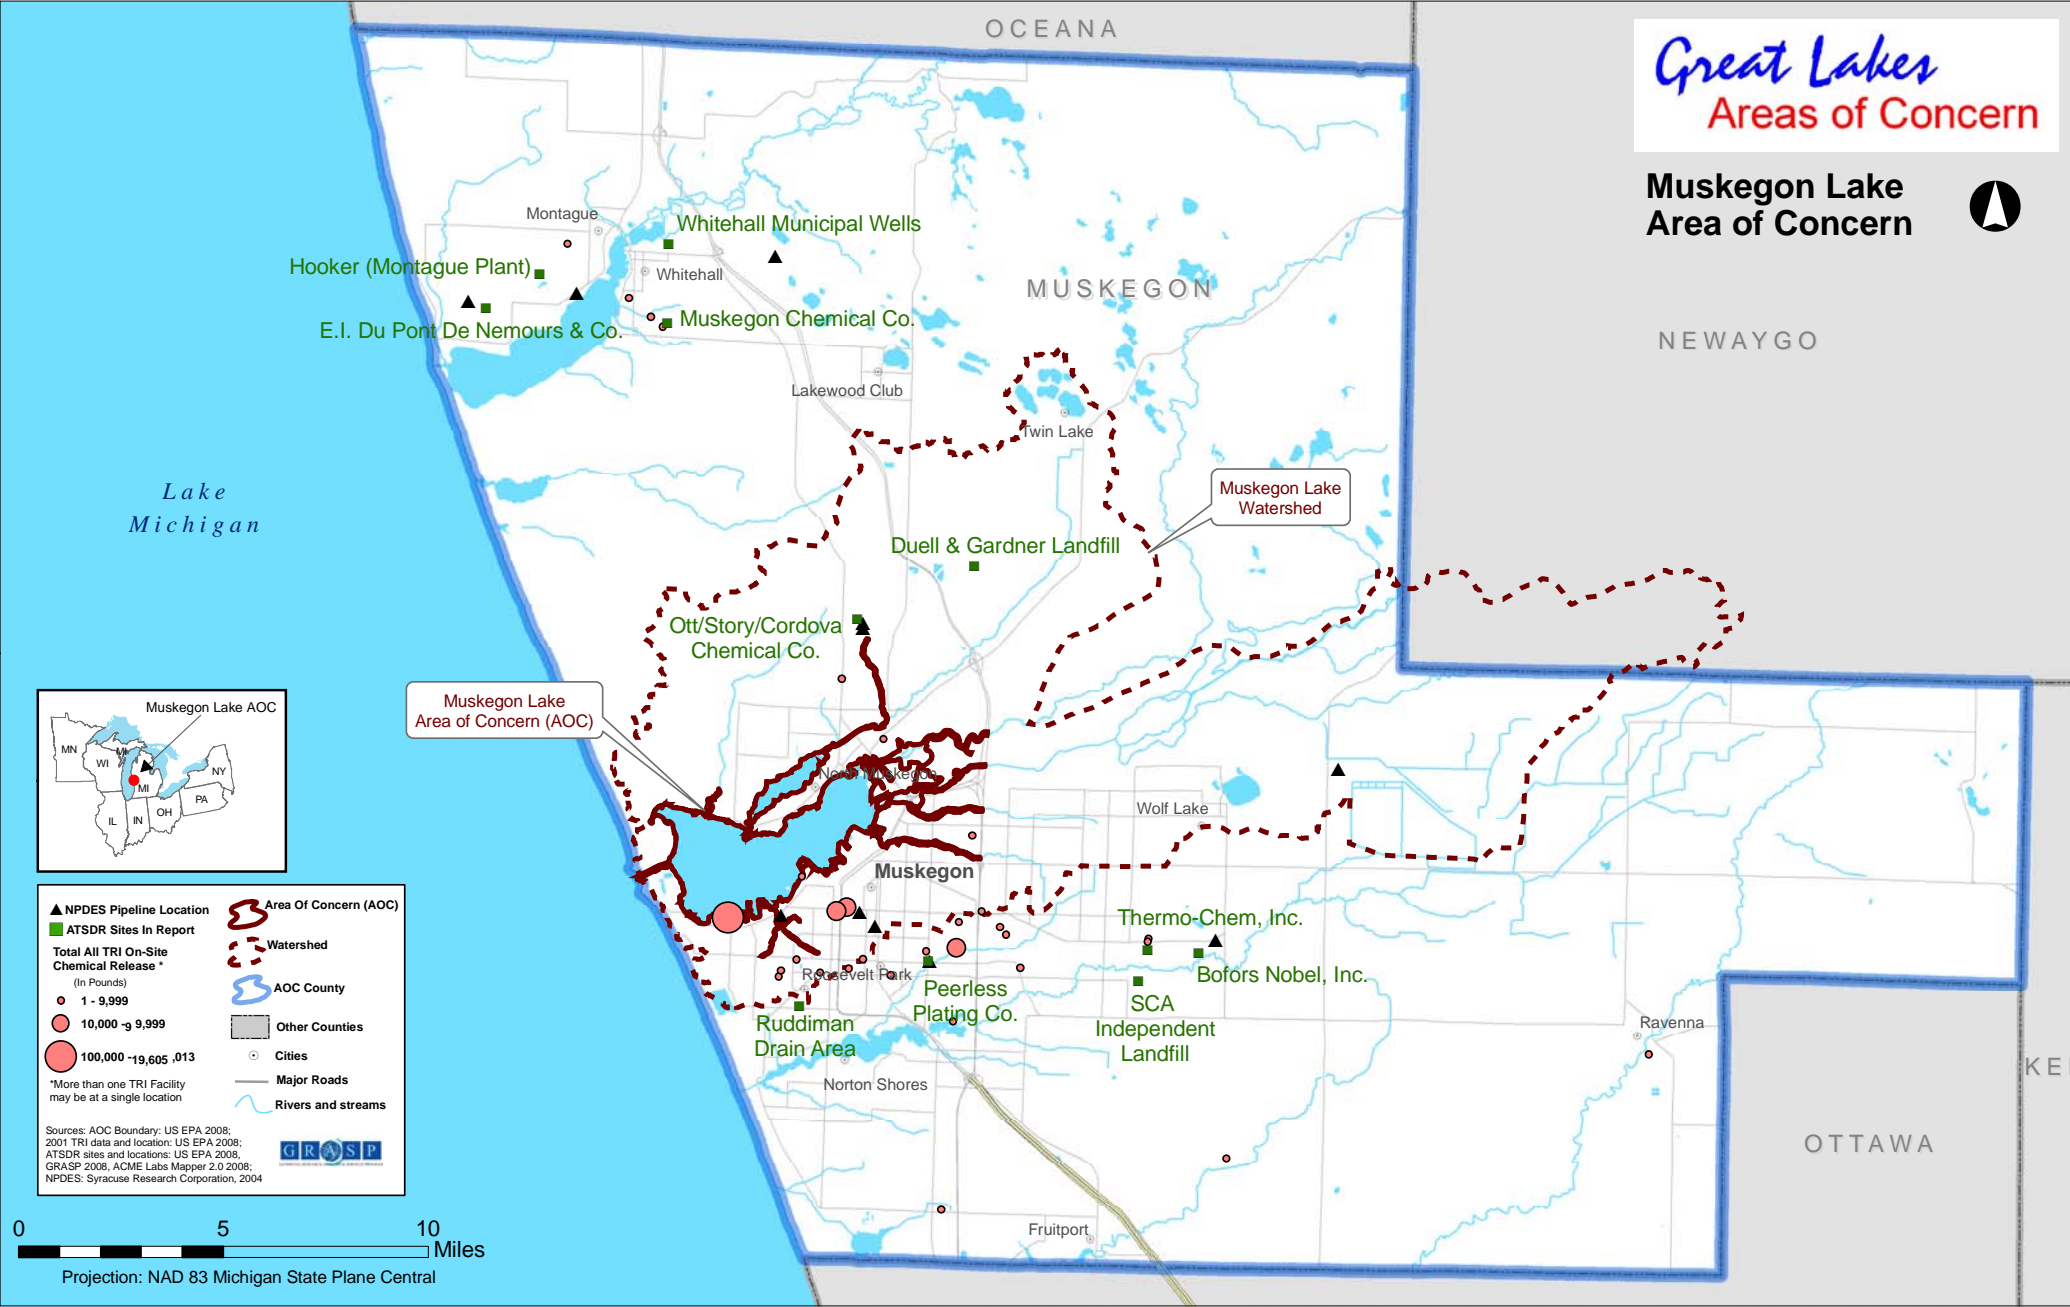 OCEANA
Great Lakes
Areas of Concern
Muskegon Lake
Area of Concern
Montague
Whitehall Municipal Wells
Hooker (Montague Plant)
Whitehall
MUSKEGON
E.I. Du Pont De Nemours & Co.
Muskegon Chemical Co.
NEWAYGO
Lakewood Club
Twin Lake
Lake
Michigan
Muskegon Lake
Watershed
Duell & Gardner Landfill
Ott/Story/Cordova
Chemical Co.
Muskegon Lake
Area of Concern (AOC)
Muskegon Lake AOC
MN
WI
MI
MI
NY
PA
IL
IN
OH
North Muskegon
Wolf Lake
Muskegon
Thermo-Chem, Inc.
Roosevelt Park
Bofors Nobel, Inc.
Peerless
Plating Co.
SCA
Independent
Landfill
Ruddiman
Drain Area
Ravenna
Norton Shores
KE
OTTAWA
Fruitport
NPDES Pipeline Location
ATSDR Sites In Report
Total All TRI On-Site
Chemical Release *
(In Pounds)
1 - 9,999
10,000 -9 9,999
100,000 -19,605 ,013
*More than one TRI Facility
may be at a single location
Area Of Concern (AOC)
Watershed
AOC County
Other Counties
Cities
Major Roads
Rivers and streams
Sources: AOC Boundary: US EPA 2008;
2001 TRI data and location: US EPA 2008;
ATSDR sites and locations: US EPA 2008,
GRASP 2008, ACME Labs Mapper 2.0 2008;
NPDES: Syracuse Research Corporation, 2004
GRASP
0 5 10
Miles
Projection: NAD 83 Michigan State Plane Central